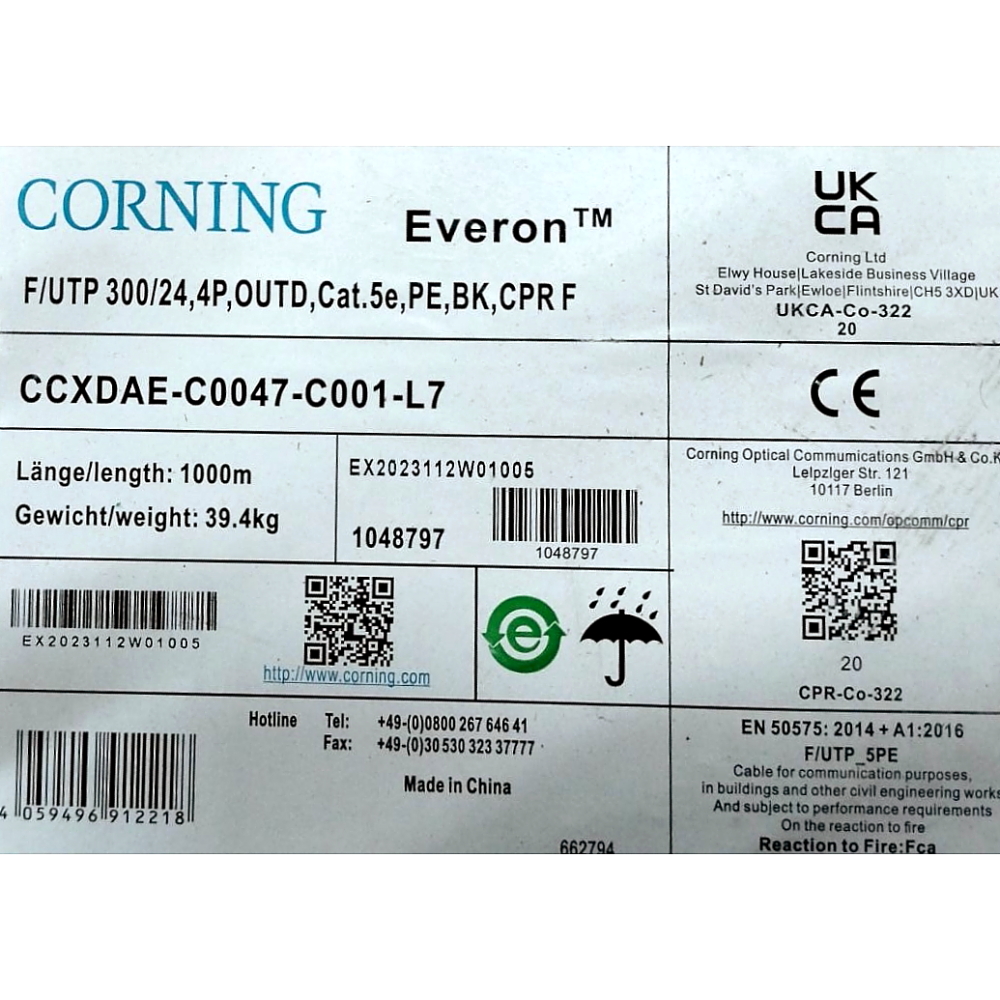 CORNING
Everon™
F/UTP 300/24,4P,OUTD,Cat.5e,PE,BK,CPR F
CCXDAE-C0047-C001-L7
Länge/length: 1000m
Gewicht/weight: 39.4kg
EX2023112W01005
1048797
1048797
EX2023112W01005
http://www.corning.com
e
Hotline Tel: +49-(0)0800 267 646 41
Fax: +49-(0)30 530 323 37777
Made in China
4 059496 912218
662794
UK
CA
Corning Ltd
Elwy House|Lakeside Business Village
St David's Park|Ewloe|Flintshire|CH5 3XD|UK
UKCA-Co-322
20
CE
Corning Optical Communications GmbH & Co.K
Leipziger Str. 121
10117 Berlin
http://www.corning.com/opcomm/cpr
20
CPR-Co-322
EN 50575: 2014 + A1:2016
F/UTP_5PE
Cable for communication purposes,
in buildings and other civil engineering works
And subject to performance requirements
On the reaction to fire
Reaction to Fire:Fca